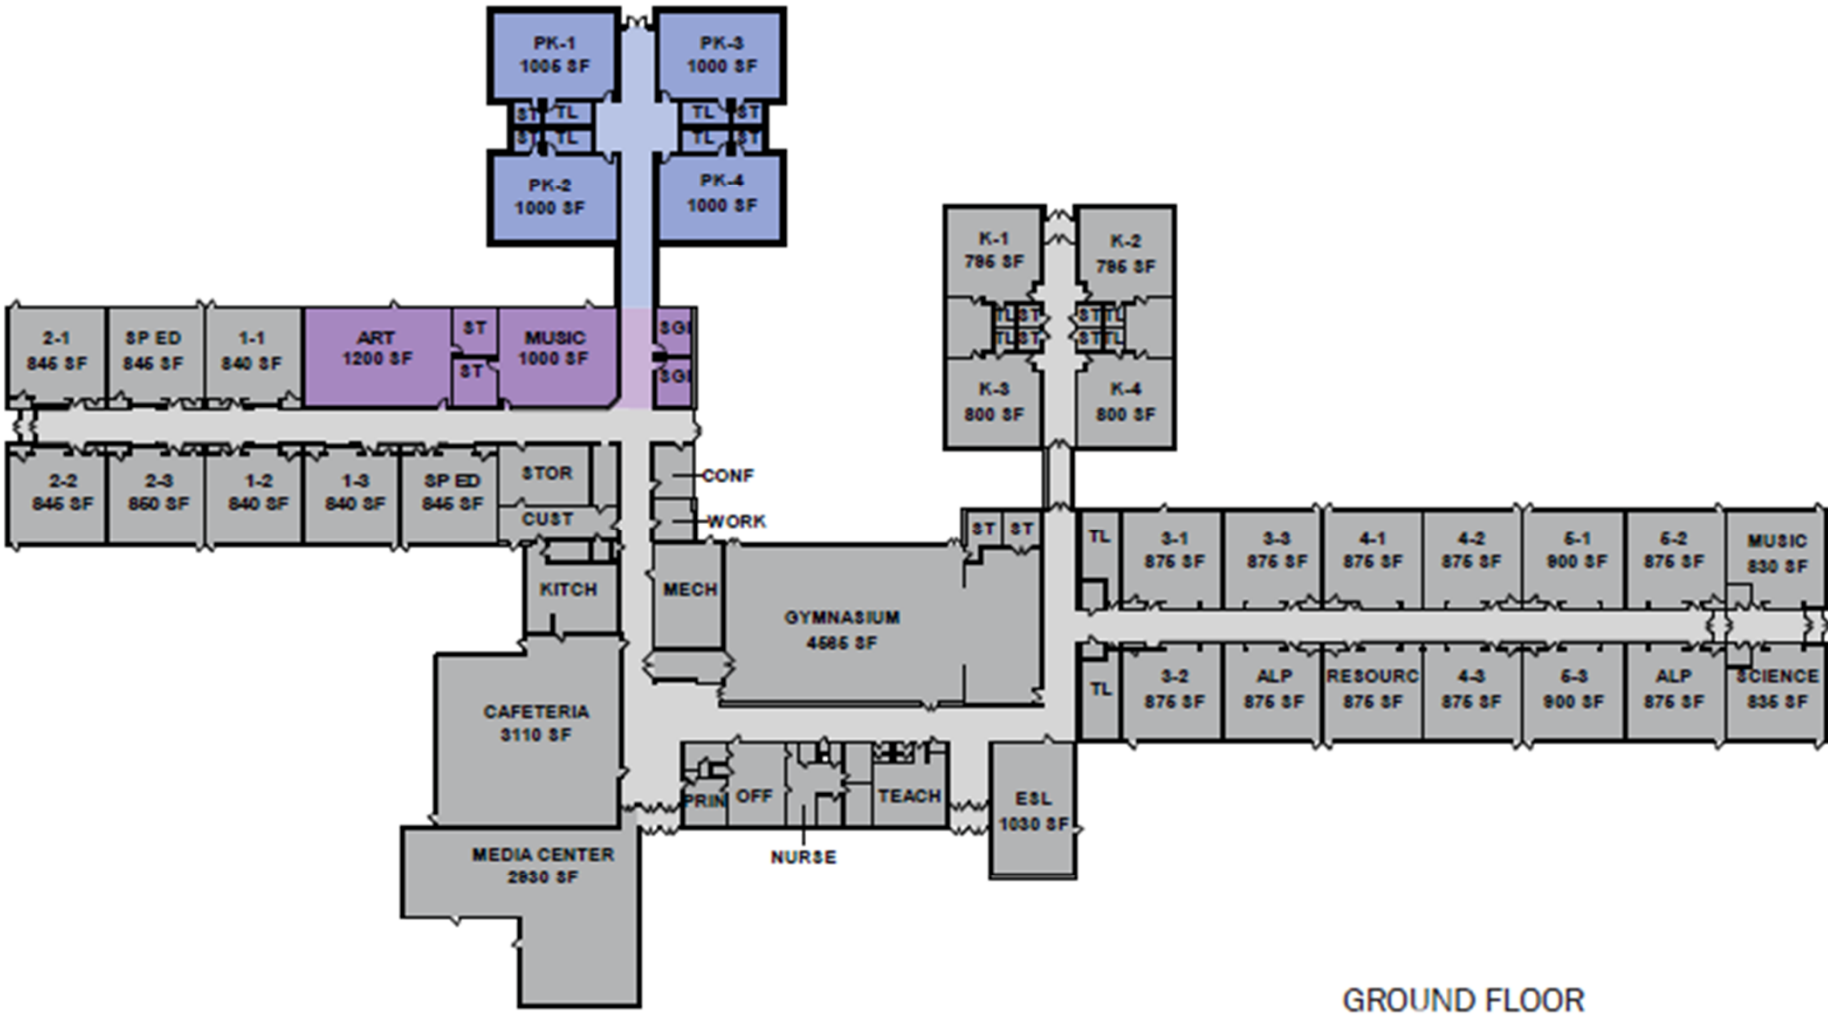 PK-1
1005 SF
PK-3
1000 SF
ST TL
TL ST
ST TL
TL ST
PK-2
1000 SF
PK-4
1000 SF
K-1
795 SF
K-2
795 SF
TL ST
ST TL
TL ST
ST TL
K-3
800 SF
K-4
800 SF
2-1
845 SF
SP ED
845 SF
1-1
840 SF
ART
1200 SF
ST
ST
MUSIC
1000 SF
SGI
SGI
2-2
845 SF
2-3
850 SF
1-2
840 SF
1-3
840 SF
SP ED
845 SF
STOR
CUST
CONF
WORK
KITCH
MECH
GYMNASIUM
4565 SF
ST
ST
TL
3-1
875 SF
3-3
875 SF
4-1
875 SF
4-2
875 SF
5-1
900 SF
5-2
875 SF
MUSIC
830 SF
TL
3-2
875 SF
ALP
875 SF
RESOURC
875 SF
4-3
875 SF
5-3
900 SF
ALP
875 SF
SCIENCE
835 SF
CAFETERIA
3110 SF
PRIN
OFF
TEACH
ESL
1030 SF
NURSE
MEDIA CENTER
2930 SF
GROUND FLOOR